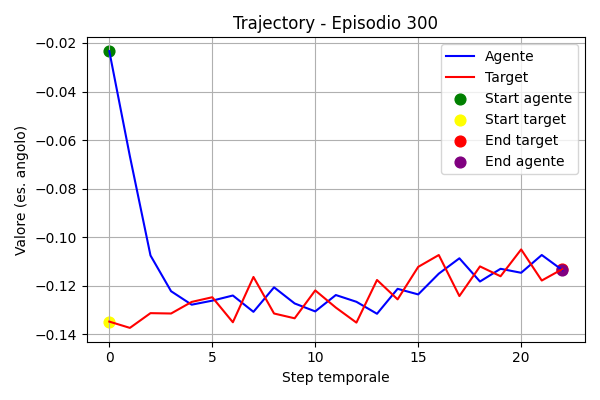 Trajectory - Episodio 300
Agente
Target
Start agente
Start target
End target
End agente
Valore (es. angolo)
−0.02
−0.04
−0.06
−0.08
−0.10
−0.12
−0.14
0 5 10 15 20
Step temporale